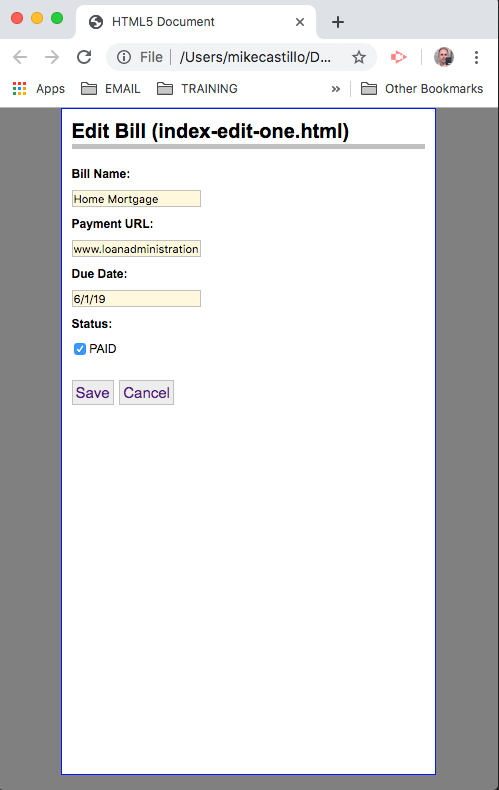 HTML5 Document
File | /Users/mikecastillo/D...
Apps EMAIL TRAINING » Other Bookmarks
Edit Bill (index-edit-one.html)
Bill Name:
Home Mortgage
Payment URL:
www.loanadministration
Due Date:
6/1/19
Status:
PAID
Save Cancel